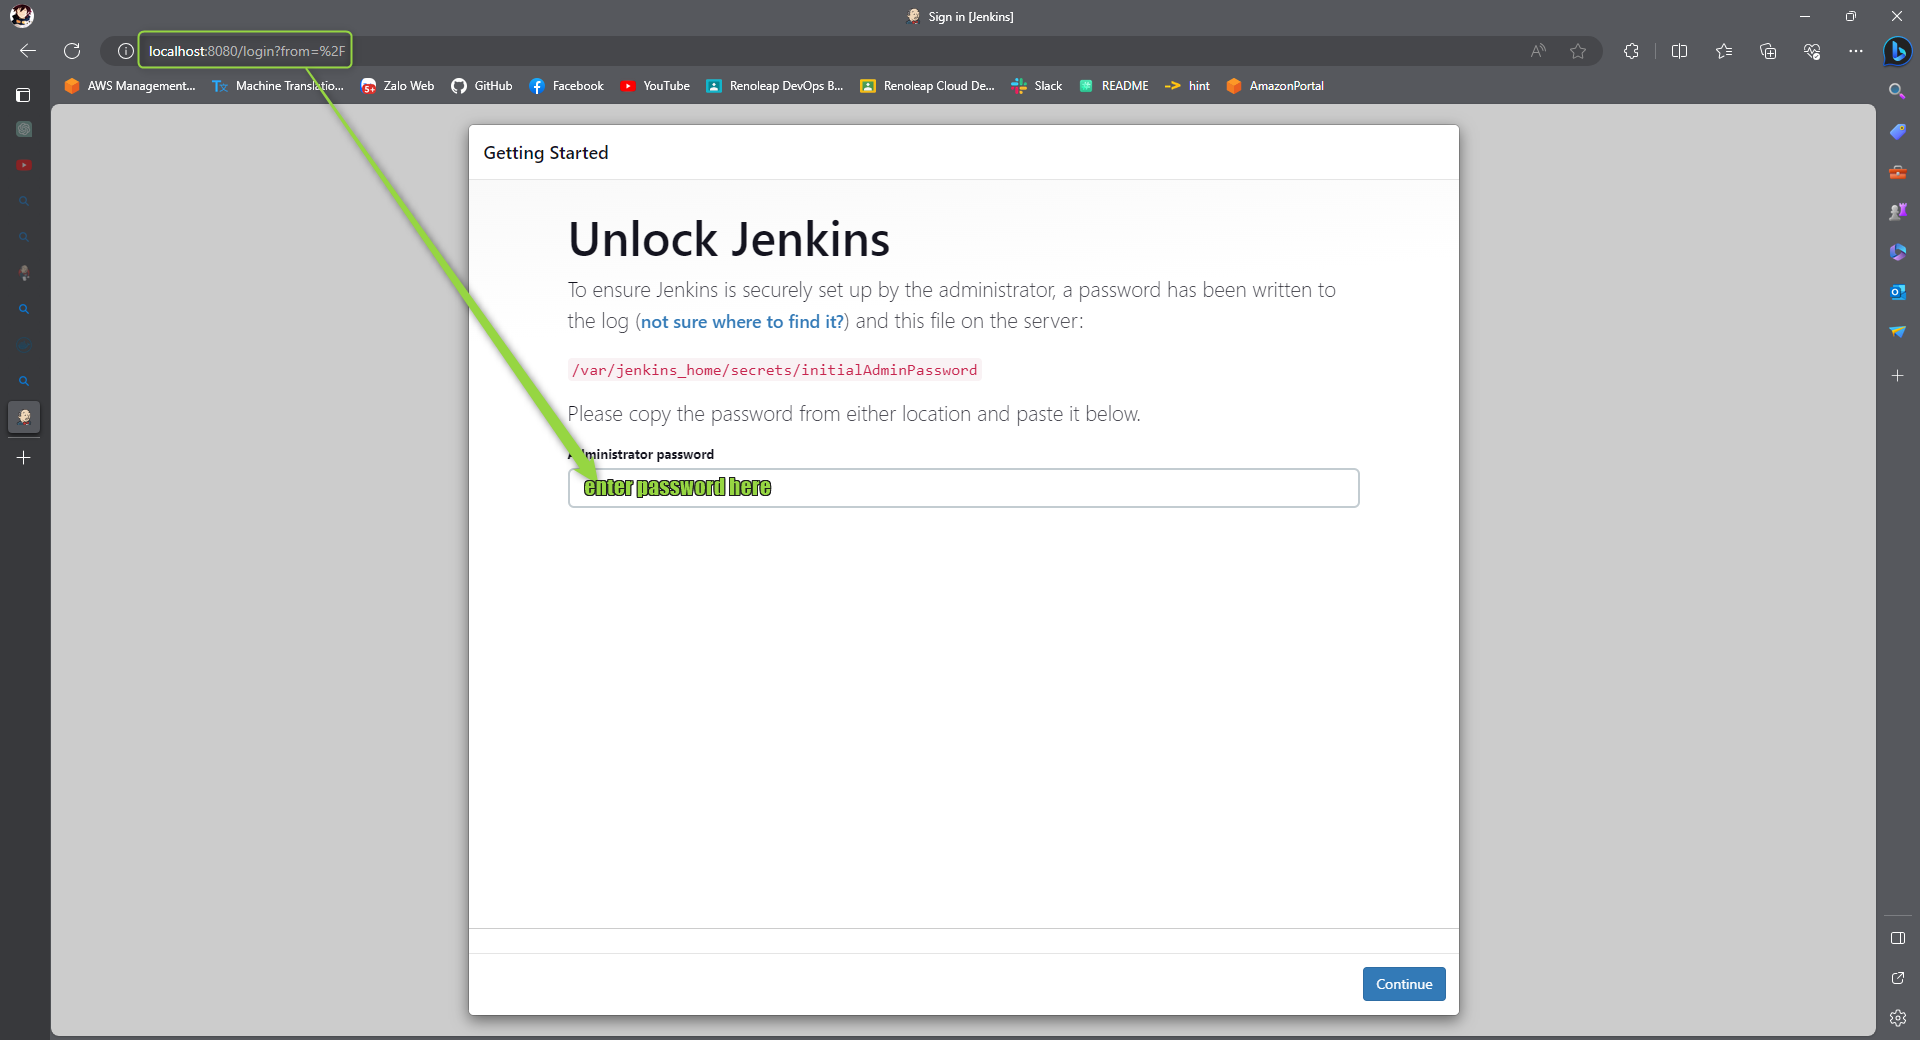 Sign in [Jenkins]
localhost:8080/login?from=%2F
AWS Management... Machine Translatio... Zalo Web GitHub Facebook YouTube Renoleap DevOps B... Renoleap Cloud De... Slack README hint AmazonPortal
Getting Started
Unlock Jenkins
To ensure Jenkins is securely set up by the administrator, a password has been written to
the log (not sure where to find it?) and this file on the server:
/var/jenkins_home/secrets/initialAdminPassword
Please copy the password from either location and paste it below.
Administrator password
enter password here
Continue